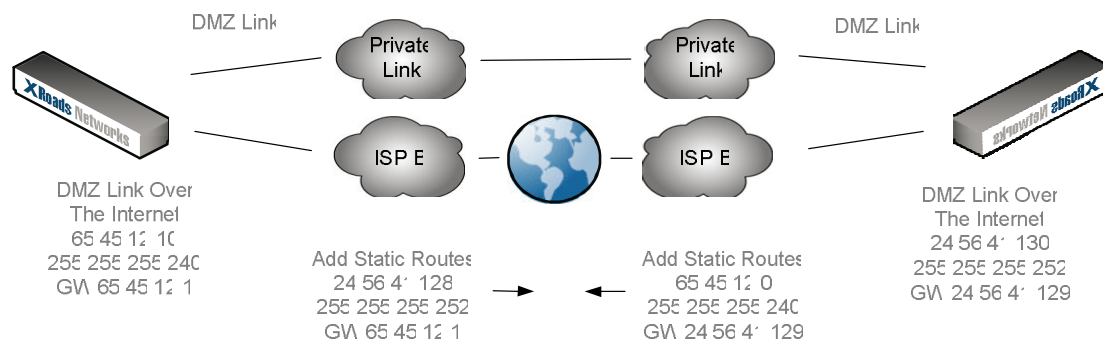 DMZ Link
Private
Link
Private
Link
DMZ Link
XRoads Networks
XRoads Networks
ISP B
ISP B
DMZ Link Over
The Internet
65 45 12 10
255 255 255 240
GW 65 45 12 1
Add Static Routes
24 56 41 128
255 255 255 252
GW 65 45 12 1
Add Static Routes
65 45 12 0
255 255 255 240
GW 24 56 41 129
DMZ Link Over
The Internet
24 56 41 130
255 255 255 252
GW 24 56 41 129